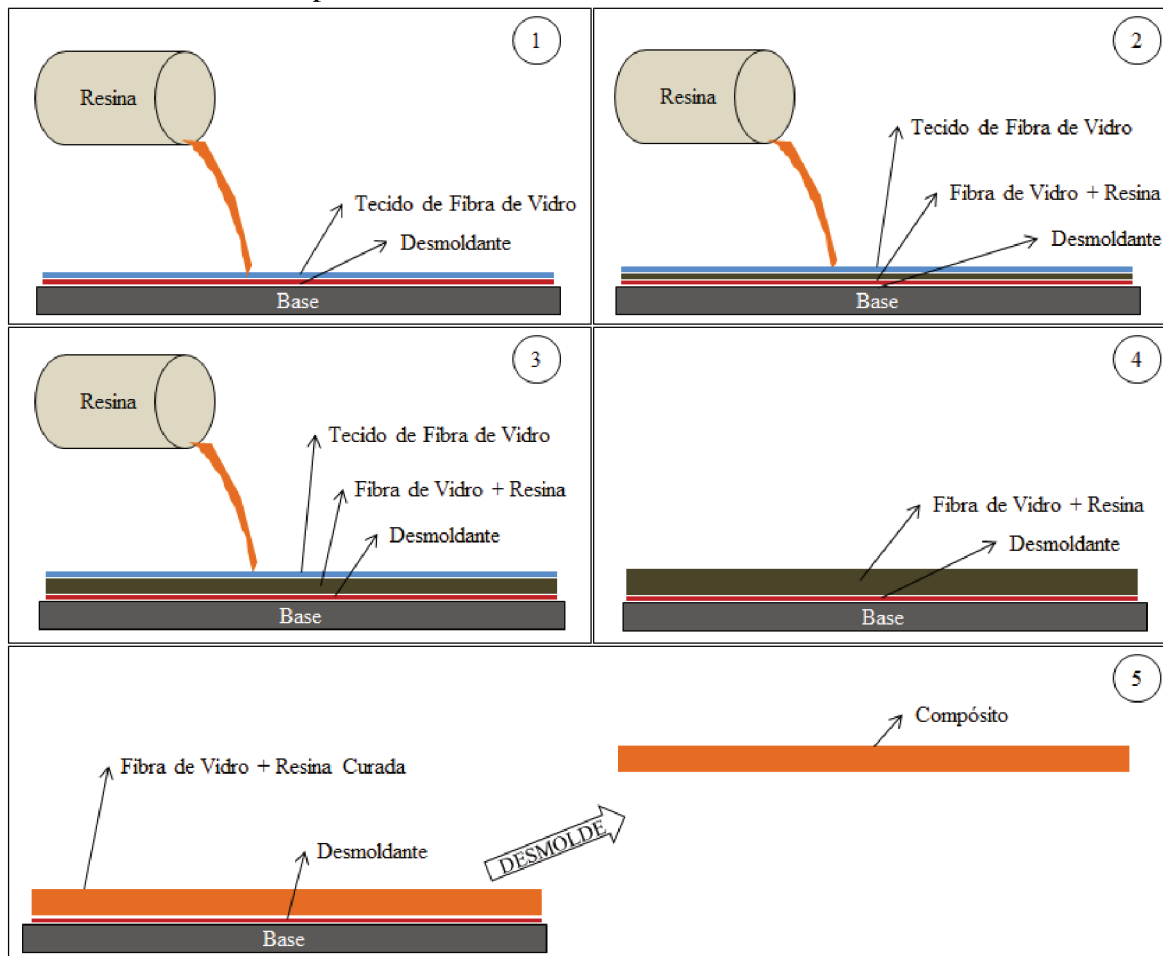 1
Resina
Tecido de Fibra de Vidro
Desmoldante
Base
2
Resina
Tecido de Fibra de Vidro
Fibra de Vidro + Resina
Desmoldante
Base
3
Resina
Tecido de Fibra de Vidro
Fibra de Vidro + Resina
Desmoldante
Base
4
Fibra de Vidro + Resina
Desmoldante
Base
5
Compósito
Fibra de Vidro + Resina Curada
DESMOLDE
Desmoldante
Base